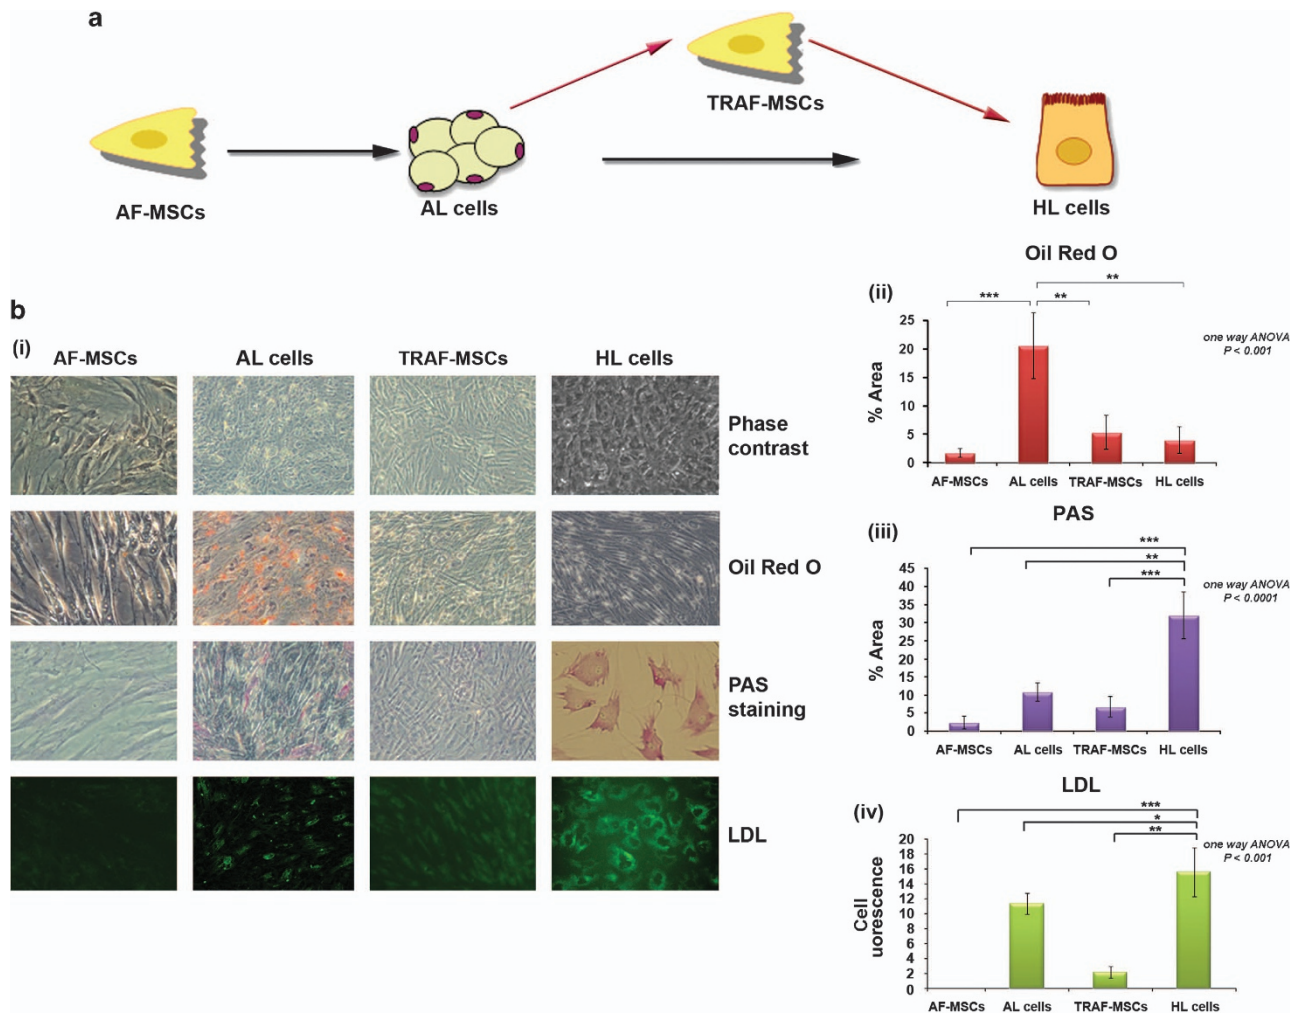 a
TRAF-MSCs
AF-MSCs
AL cells
HL cells
b
(i)
AF-MSCs
AL cells
TRAF-MSCs
HL cells
Phase
contrast
Oil Red O
PAS
staining
LDL
Oil Red O
(ii)
***
**
**
one way ANOVA
P < 0.001
% Area
25
20
15
10
5
0
AF-MSCs
AL cells
TRAF-MSCs
HL cells
PAS
(iii)
***
**
***
one way ANOVA
P < 0.0001
% Area
45
40
35
30
25
20
15
10
5
0
AF-MSCs
AL cells
TRAF-MSCs
HL cells
LDL
(iv)
***
*
**
one way ANOVA
P < 0.001
Cell
uorescence
20
18
16
14
12
10
8
6
4
2
0
AF-MSCs
AL cells
TRAF-MSCs
HL cells